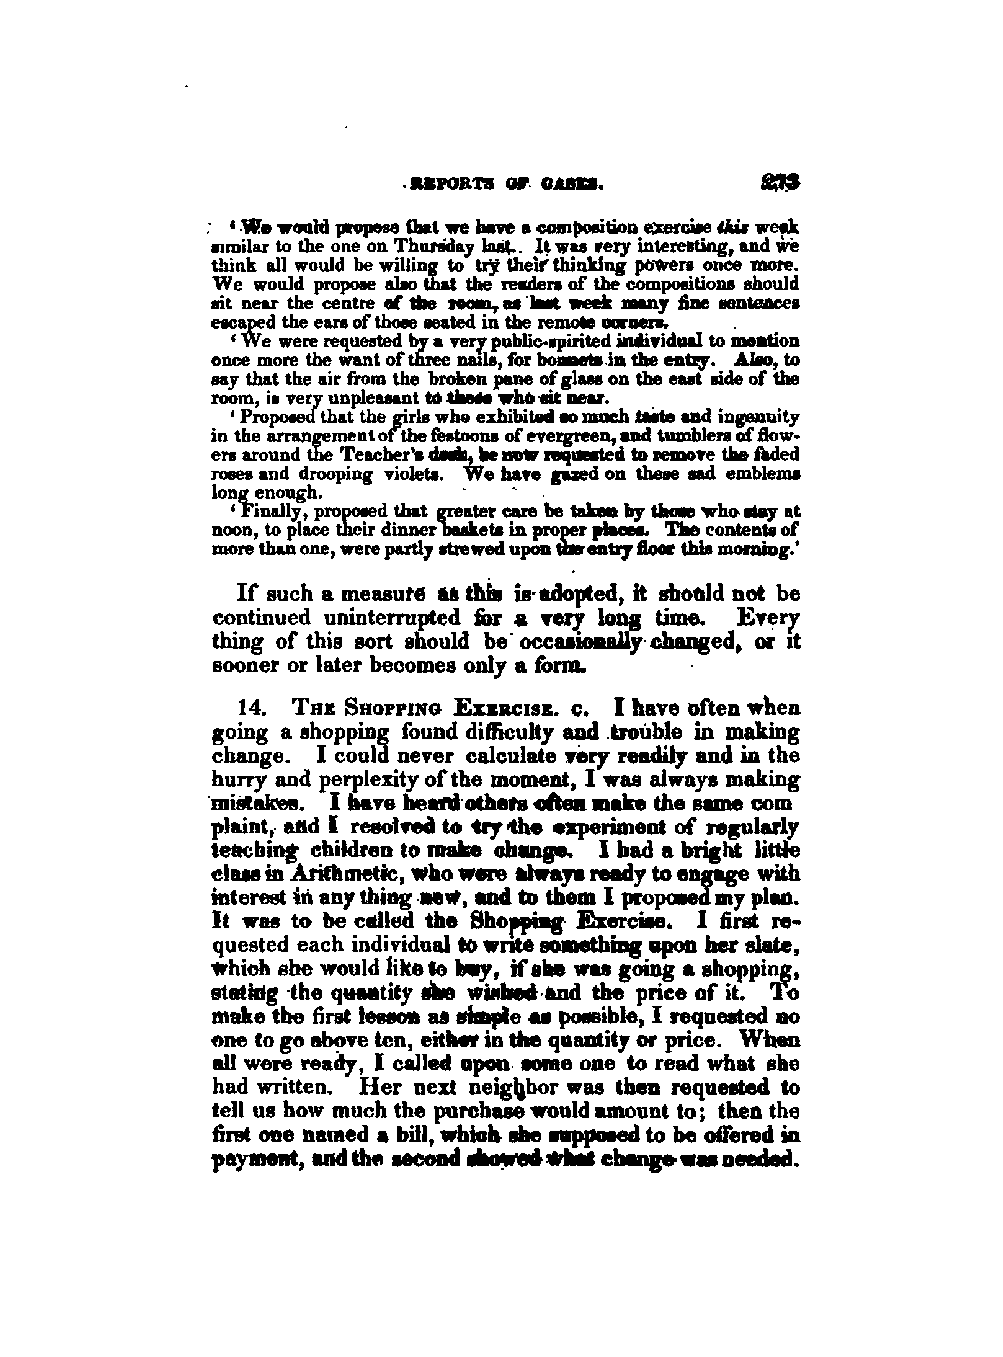 REPORTS OF CASES. 273
‘We would propose that we have a composition exercise this week
similar to the one on Thursday last. It was very interesting, and we
think all would be willing to try their thinking powers once more.
We would propose also that the readers of the compositions should
sit near the centre of the room, as last week many fine sentences
escaped the ears of those seated in the remote corners.
‘We were requested by a very public-spirited individual to mention
once more the want of three nails, for bonnets in the entry. Also, to
say that the air from the broken pane of glass on the east side of the
room, is very unpleasant to those who sit near.
‘Proposed that the girls who exhibited so much taste and ingenuity
in the arrangement of the festoons of evergreen, and tumblers of flow-
ers around the Teacher's desk, be now requested to remove the faded
roses and drooping violets. We have gazed on these sad emblems
long enough.
‘Finally, proposed that greater care be taken by those who stay at
noon, to place their dinner baskets in proper places. The contents of
more than one, were partly strewed upon the entry floor this morning.’
If such a measure as this is adopted, it should not be
continued uninterrupted for a very long time. Every
thing of this sort should be occasionally changed, or it
sooner or later becomes only a form.
14. THE SHOPPING EXERCISE. C. I have often when
going a shopping found difficulty and trouble in making
change. I could never calculate very readily and in the
hurry and perplexity of the moment, I was always making
mistakes. I have heard others often make the same com
plaint, and I resolved to try the experiment of regularly
teaching children to make change. I had a bright little
class in Arithmetic, who were always ready to engage with
interest in any thing new, and to them I proposed my plan.
It was to be called the Shopping Exercise. I first re-
quested each individual to write something upon her slate,
which she would like to buy, if she was going a shopping,
stating the quantity she wished and the price of it. To
make the first lesson as simple as possible, I requested no
one to go above ten, either in the quantity or price. When
all were ready, I called upon some one to read what she
had written. Her next neighbor was then requested to
tell us how much the purchase would amount to; then the
first one named a bill, which she supposed to be offered in
payment, and the second showed what change was needed.